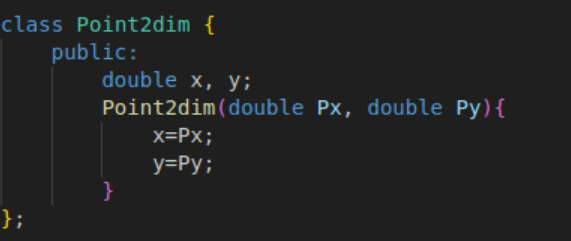 class Point2dim {
    public:
        double x, y;
        Point2dim(double Px, double Py){
            x=Px;
            y=Py;
        }
};